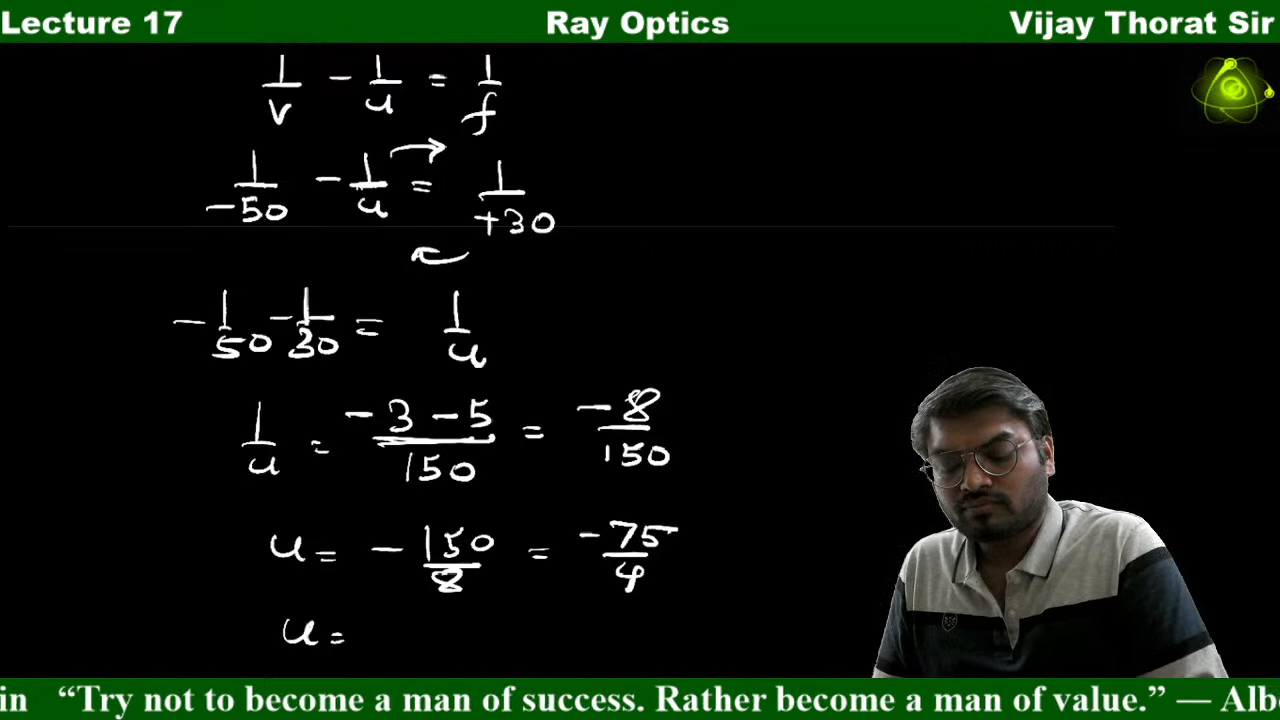 Lecture 17 Ray Optics Vijay Thorat Sir
1/v - 1/u = 1/f
1/-50 - 1/u = 1/+30
-1/50 - 1/30 = 1/u
1/u = -3-5/150 = -8/150
u = -150/8 = -75/4
u =
in “Try not to become a man of success. Rather become a man of value.” — Alb